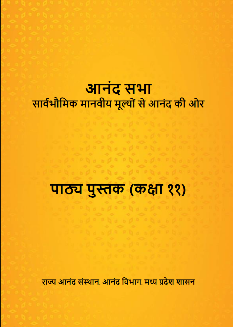 आनंद सभा
सार्वभौमिक मानवीय मूल्यों से आनंद की ओर
पाठ्य पुस्तक (कक्षा ११)
राज्य आनंद संस्थान, आनंद विभाग, मध्य प्रदेश शासन